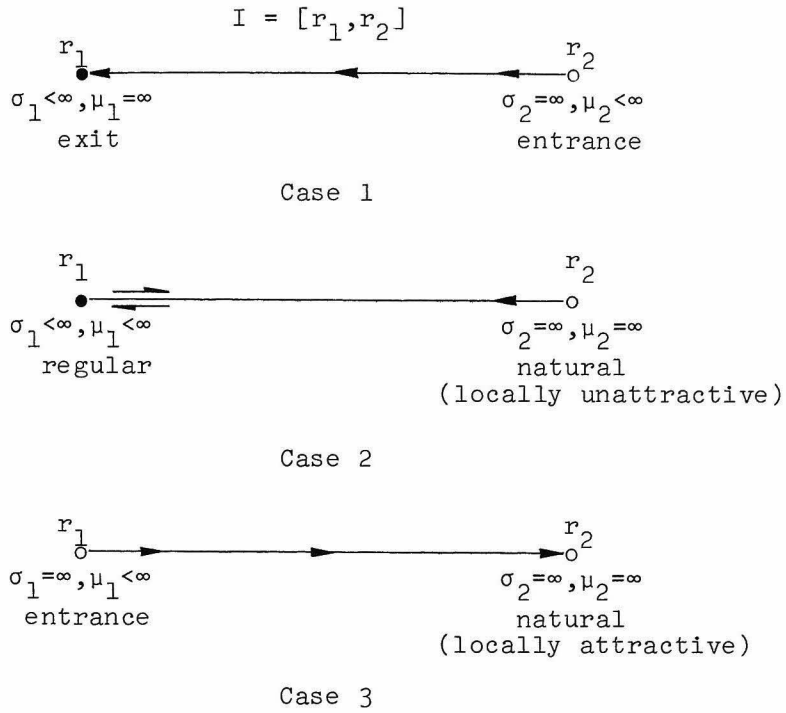 I = [r₁,r₂]
r₁ r₂
σ₁<∞,μ₁=∞ σ₂=∞,μ₂<∞
exit entrance
Case 1
r₁ r₂
σ₁<∞,μ₁<∞ σ₂=∞,μ₂=∞
regular natural
(locally unattractive)
Case 2
r₁ r₂
σ₁=∞,μ₁<∞ σ₂=∞,μ₂=∞
entrance natural
(locally attractive)
Case 3